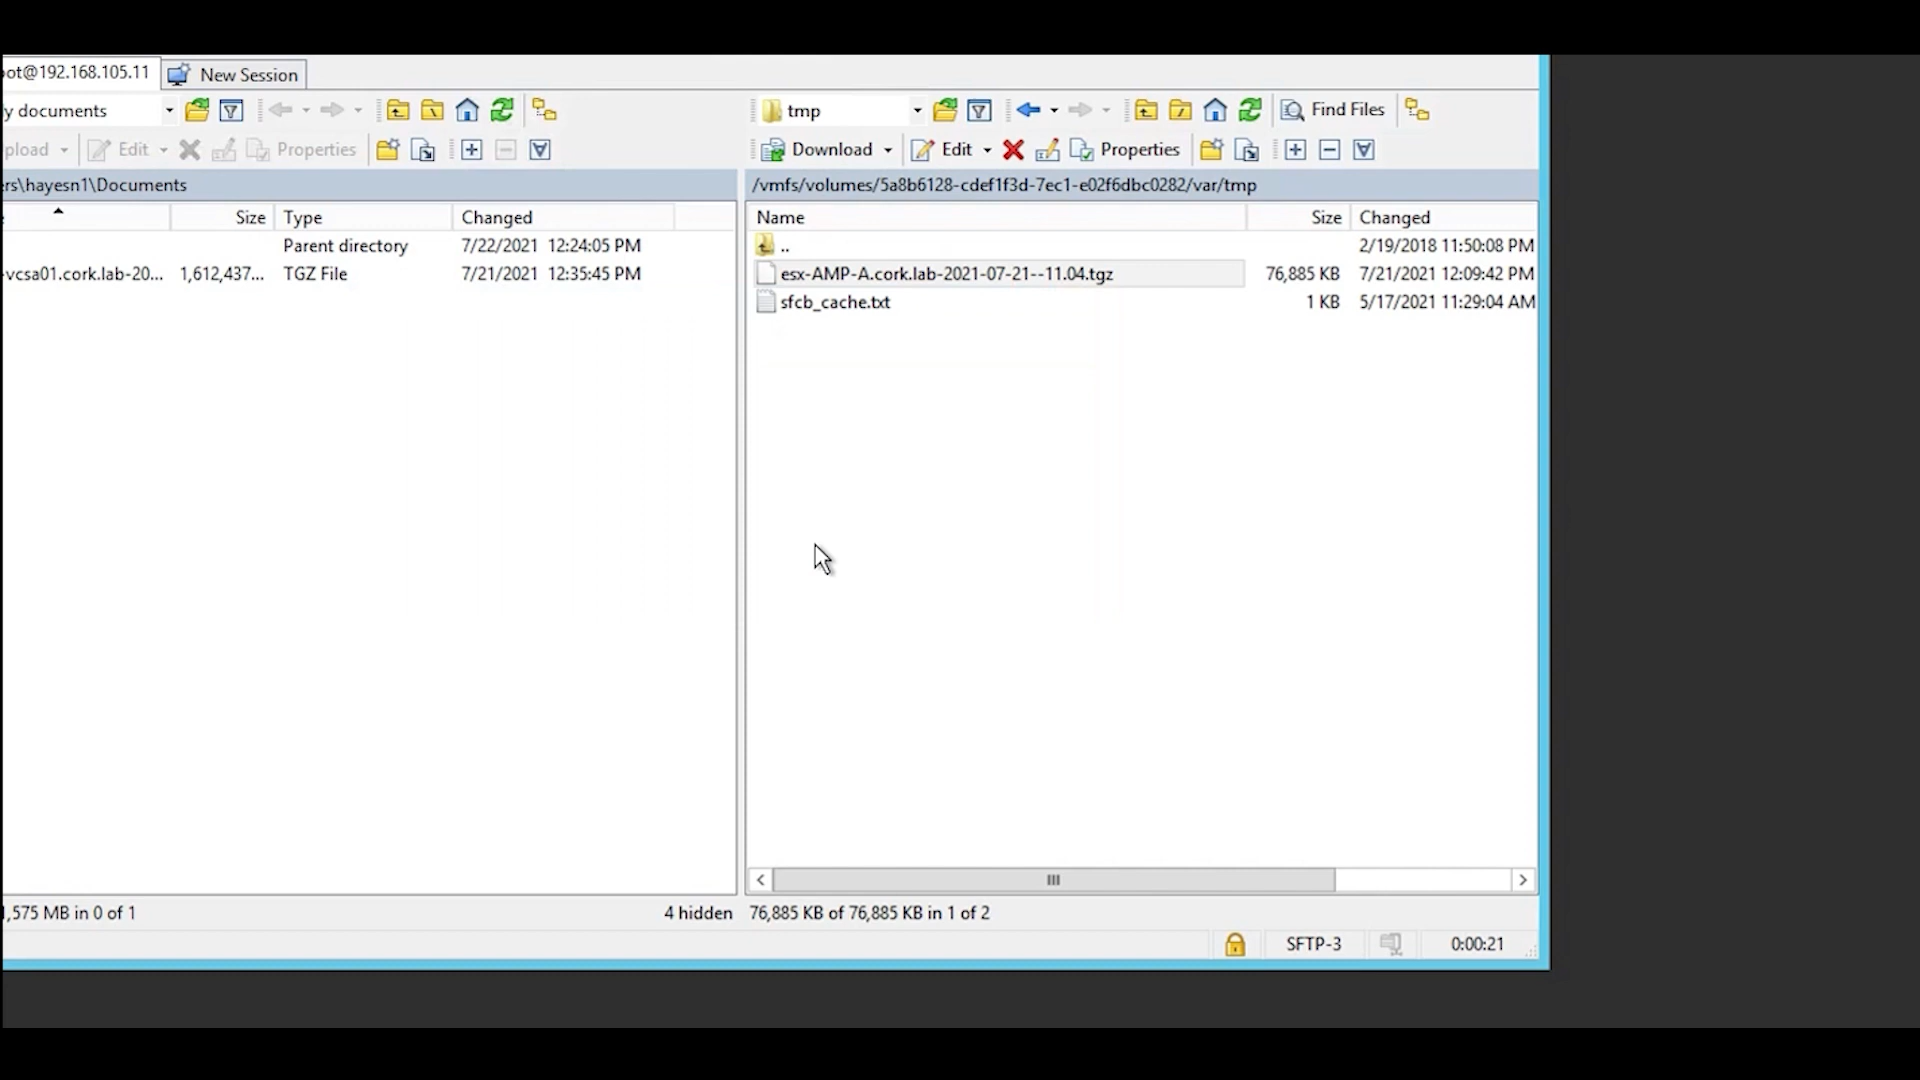 ot@192.168.105.11 New Session
y documents tmp Find Files
pload Edit Properties Download Edit Properties
rs\hayesn1\Documents /vmfs/volumes/5a8b6128-cdef1f3d-7ec1-e02f6dbc0282/var/tmp
Size Type Changed Name Size Changed
Parent directory 7/22/2021 12:24:05 PM .. 2/19/2018 11:50:08 PM
-vcsa01.cork.lab-20... 1,612,437... TGZ File 7/21/2021 12:35:45 PM esx-AMP-A.cork.lab-2021-07-21--11.04.tgz 76,885 KB 7/21/2021 12:09:42 PM
sfcb_cache.txt 1 KB 5/17/2021 11:29:04 AM
,575 MB in 0 of 1 4 hidden 76,885 KB of 76,885 KB in 1 of 2
SFTP-3 0:00:21